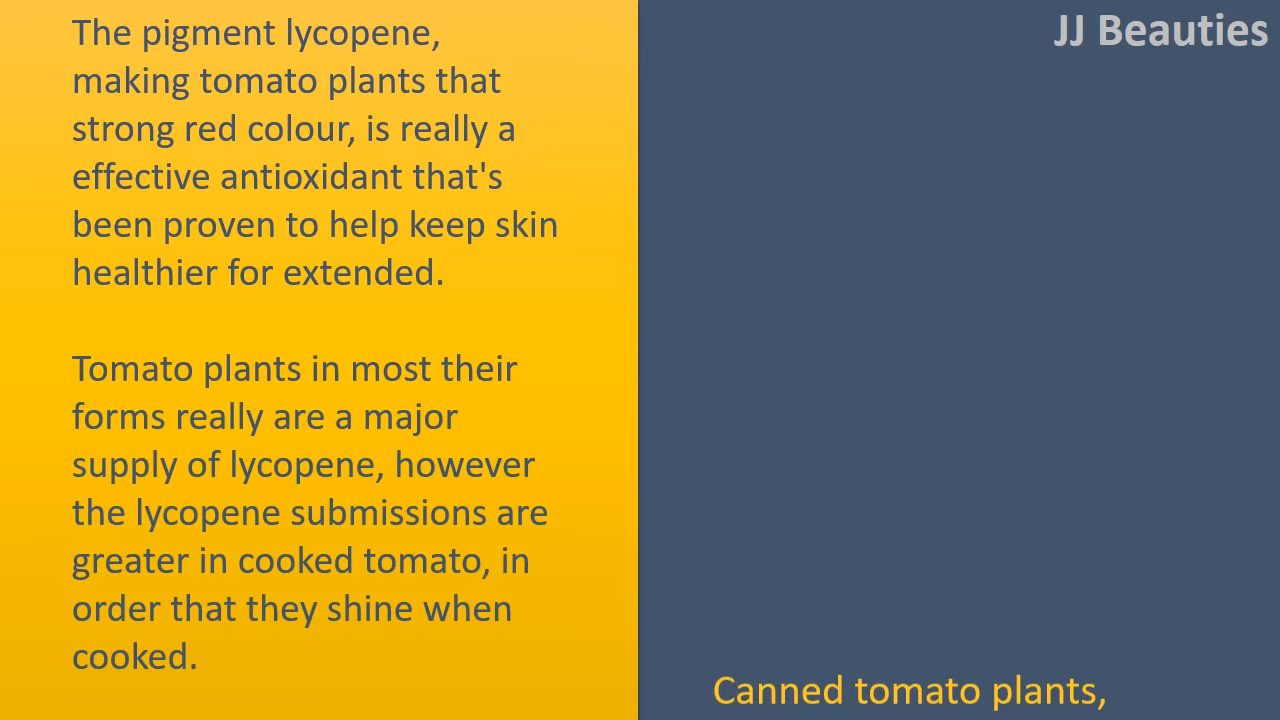 The pigment lycopene,
making tomato plants that
strong red colour, is really a
effective antioxidant that's
been proven to help keep skin
healthier for extended.
Tomato plants in most their
forms really are a major
supply of lycopene, however
the lycopene submissions are
greater in cooked tomato, in
order that they shine when
cooked.
JJ Beauties
Canned tomato plants,